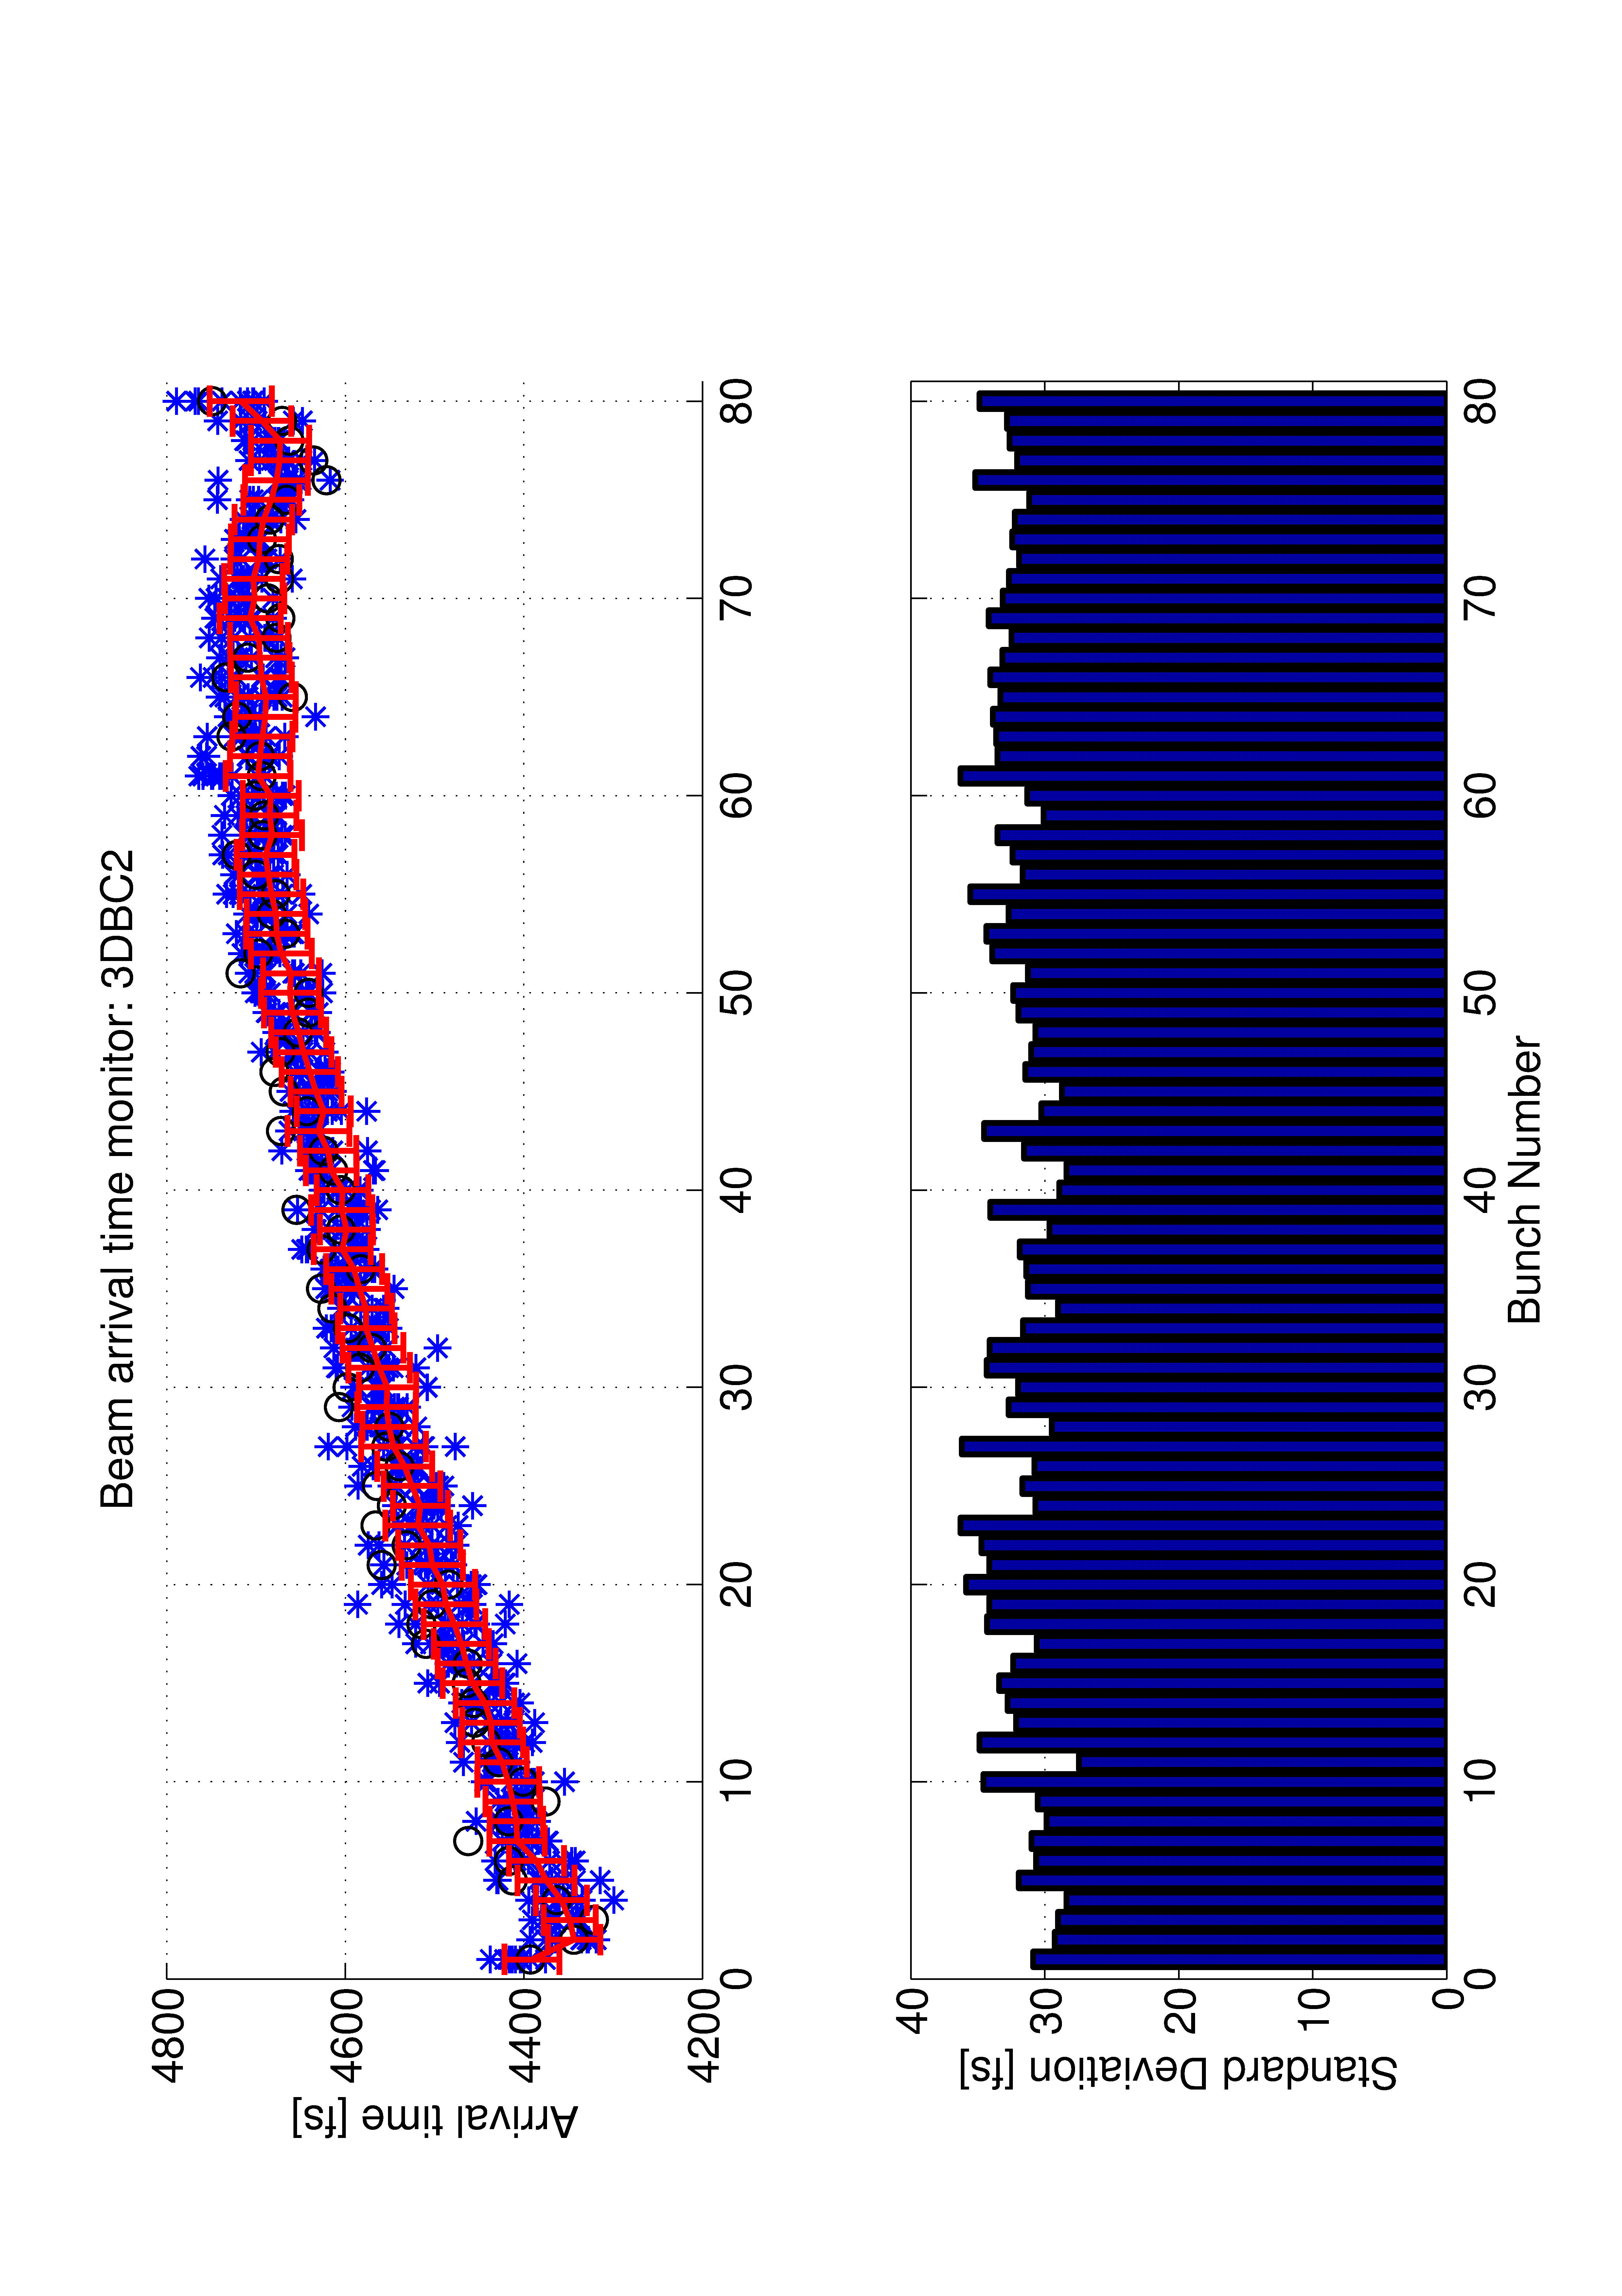 Beam arrival time monitor: 3DBC2
4800
4600
4400
4200
Arrival time [fs]
0 10 20 30 40 50 60 70 80
40
30
20
10
0
Standard Deviation [fs]
0 10 20 30 40 50 60 70 80
Bunch Number